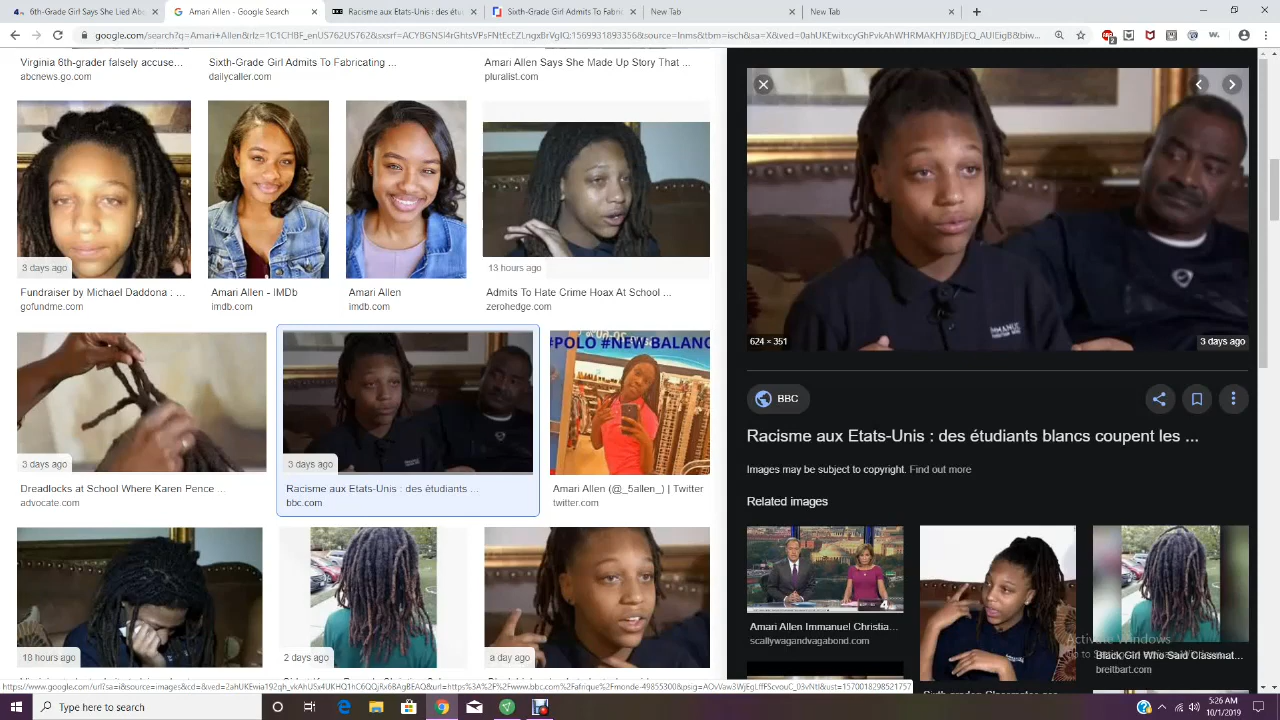 4as 6th-grade Girl Says She Lied Abo
Amari Allen - Google Search
Racisme aux Etats-Unis : des étud
Sixth-Grade Girl Admits To Fabric
New Tab
New Tab
Virginia 6th-grader falsely accuse...
abcnews.go.com
Sixth-Grade Girl Admits To Fabricating ...
dailycaller.com
Amari Allen Says She Made Up Story That ...
pluralist.com
3 days ago
13 hours ago
Fundraiser by Michael Daddona : ...
gofundme.com
Amari Allen - IMDb
imdb.com
Amari Allen
imdb.com
Admits To Hate Crime Hoax At School ...
zerohedge.com
#POLO #NEW BALANC
3 days ago
3 days ago
Dreadlocks at School Where Karen Pence ...
advocate.com
Racisme aux Etats-Unis : des étudiants ...
bbc.com
Amari Allen (@_5allen_) | Twitter
twitter.com
18 hours ago
2 days ago
a day ago
IMMANUE
624 × 351
3 days ago
BBC
Racisme aux Etats-Unis : des étudiants blancs coupent les ...
Images may be subject to copyright. Find out more
Related images
4
Amari Allen Immanuel Christia...
scallywagandvagabond.com
Activate Windows
Black Girl Who Said Classmat...
breitbart.com
Type here to search
5:26 AM
10/1/2019